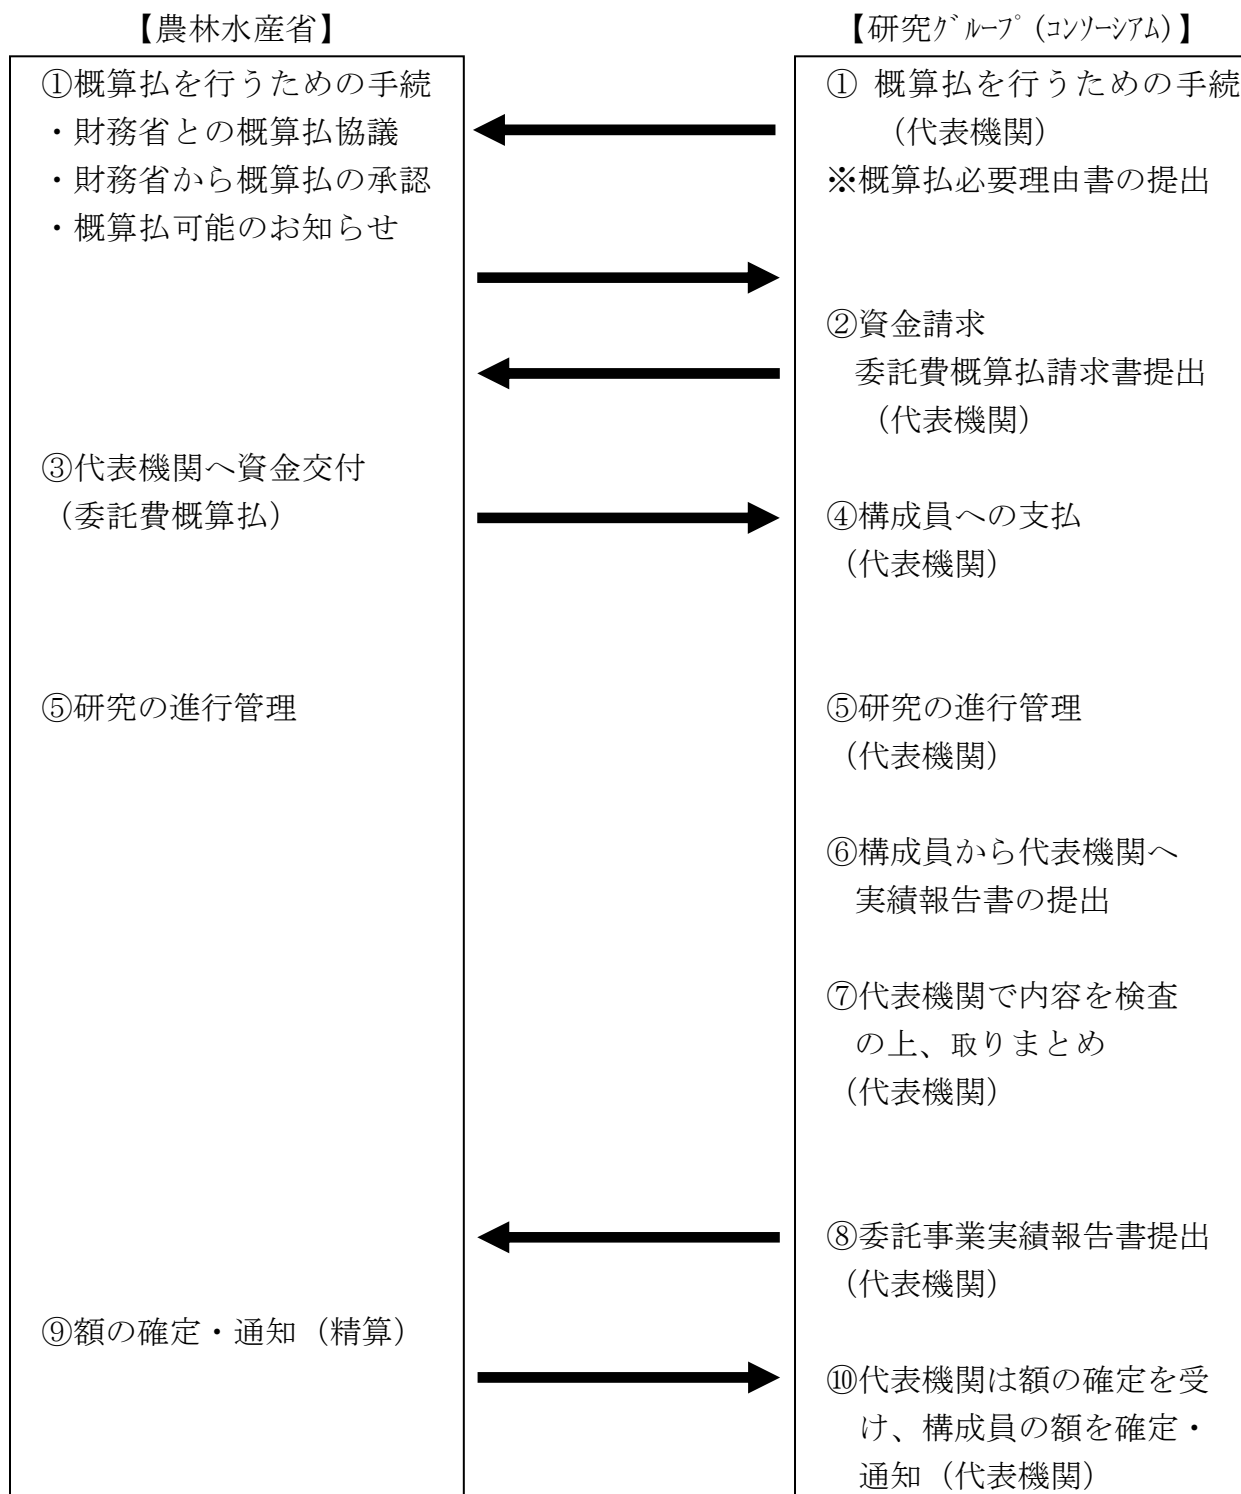 【農林水産省】
①概算払を行うための手続
・財務省との概算払協議
・財務省から概算払の承認
・概算払可能のお知らせ
③代表機関へ資金交付
（委託費概算払）
⑤研究の進行管理
⑨額の確定・通知（精算）
【研究ｸﾞﾙｰﾌﾟ(ｺﾝｿｰｼｱﾑ)】
① 概算払を行うための手続
（代表機関）
※概算払必要理由書の提出
②資金請求
委託費概算払請求書提出
（代表機関）
④構成員への支払
（代表機関）
⑤研究の進行管理
（代表機関）
⑥構成員から代表機関へ
実績報告書の提出
⑦代表機関で内容を検査
の上、取りまとめ
（代表機関）
⑧委託事業実績報告書提出
（代表機関）
⑩代表機関は額の確定を受
け、構成員の額を確定・
通知（代表機関）